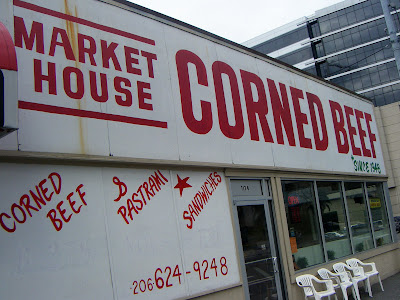 MARKET
HOUSE
CORNED BEEF
SINCE 1948
CORNED
BEEF
&
PASTRAMI
SANDWICHES
206-624-9248